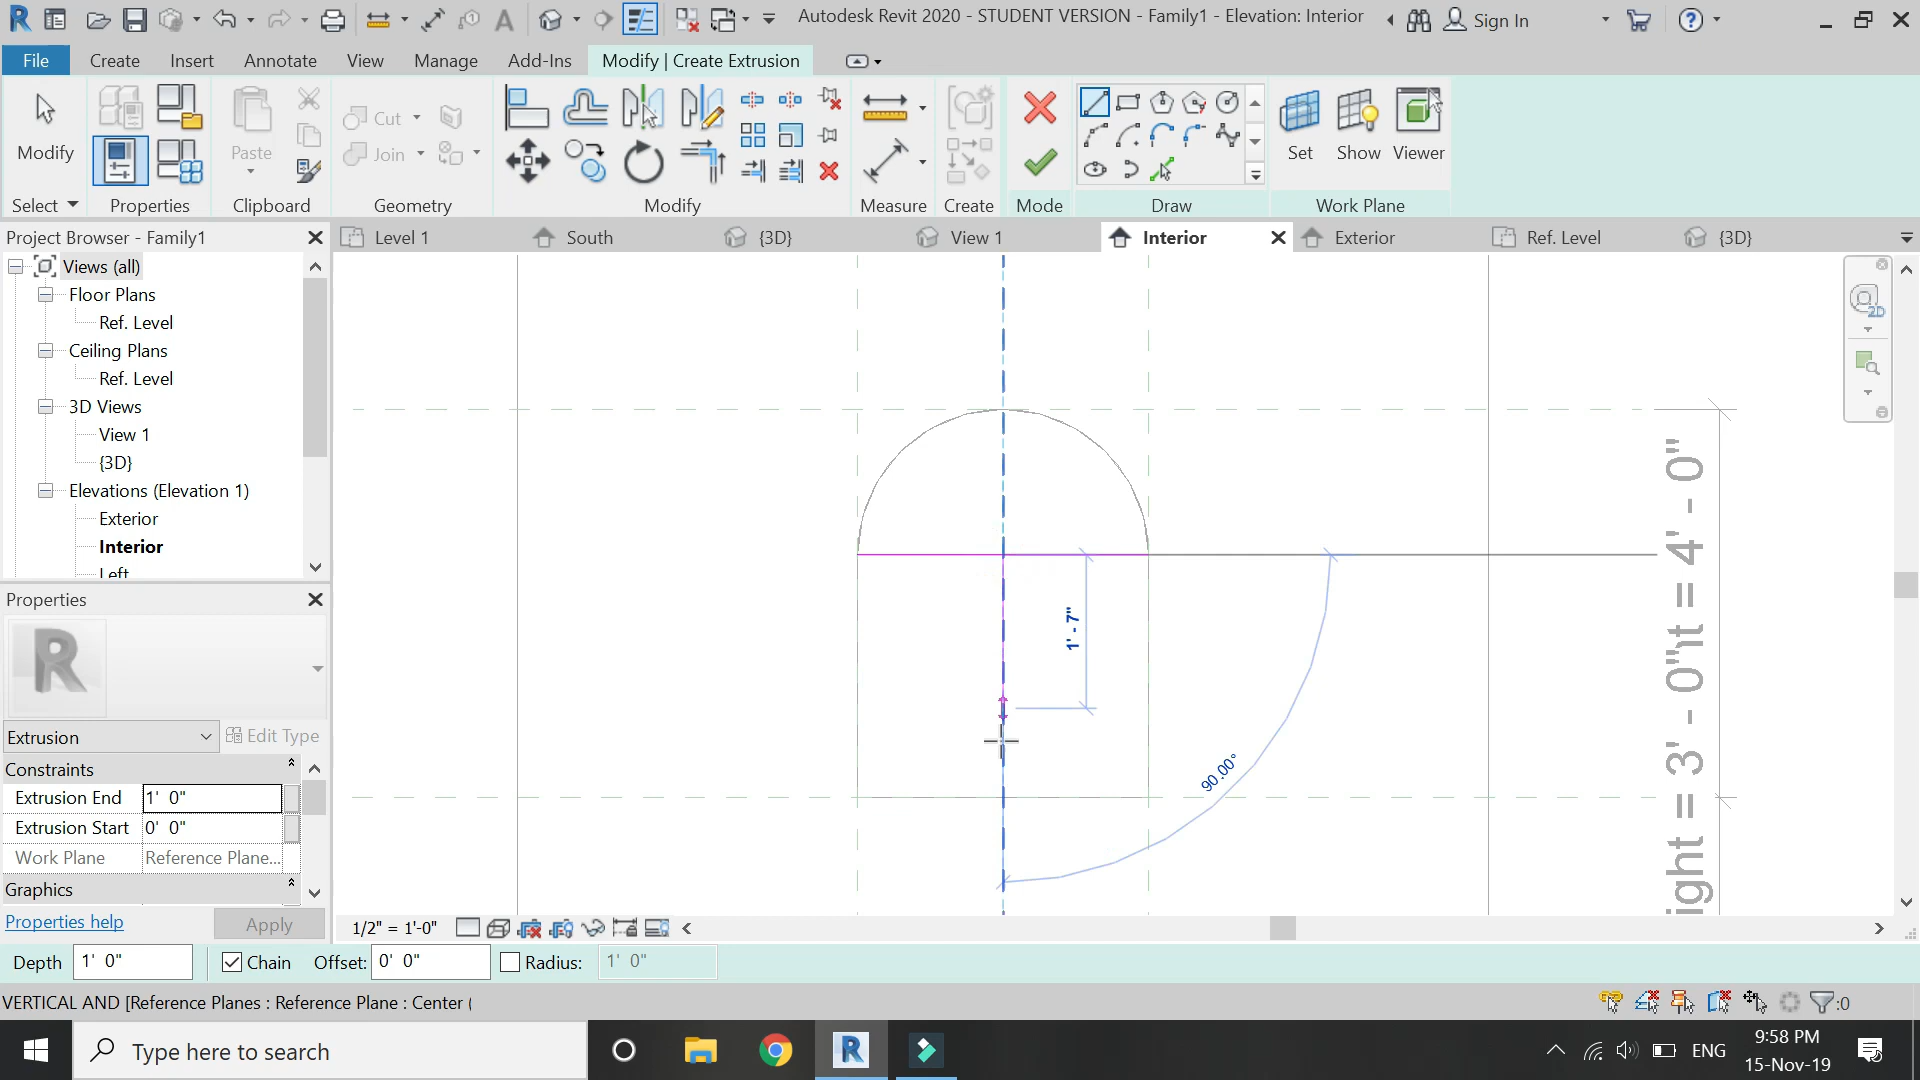 Autodesk Revit 2020 - STUDENT VERSION - Family1 - Elevation: Interior
Sign In
File
Create
Insert
Annotate
View
Manage
Add-Ins
Modify | Create Extrusion
Modify
Paste
Cut
Join
Set
Show
Viewer
Select
Properties
Clipboard
Geometry
Modify
Measure
Create
Mode
Draw
Work Plane
Project Browser - Family1
Level 1
South
{3D}
View 1
Interior
Exterior
Ref. Level
{3D}
Views (all)
Floor Plans
Ref. Level
Ceiling Plans
Ref. Level
3D Views
View 1
{3D}
Elevations (Elevation 1)
Exterior
Interior
Left
Properties
R
Extrusion
Edit Type
Constraints
Extrusion End
1' 0"
Extrusion Start
0' 0"
Work Plane
Reference Plane...
Graphics
Properties help
Apply
1' - 7"
90.00°
= 4' - 0"
ight = 3' - 0"
1/2" = 1'-0"
2D
Depth
1' 0"
Chain
Offset:
0' 0"
Radius:
1' 0"
VERTICAL AND [Reference Planes : Reference Plane : Center (
:0
Type here to search
ENG
9:58 PM
15-Nov-19